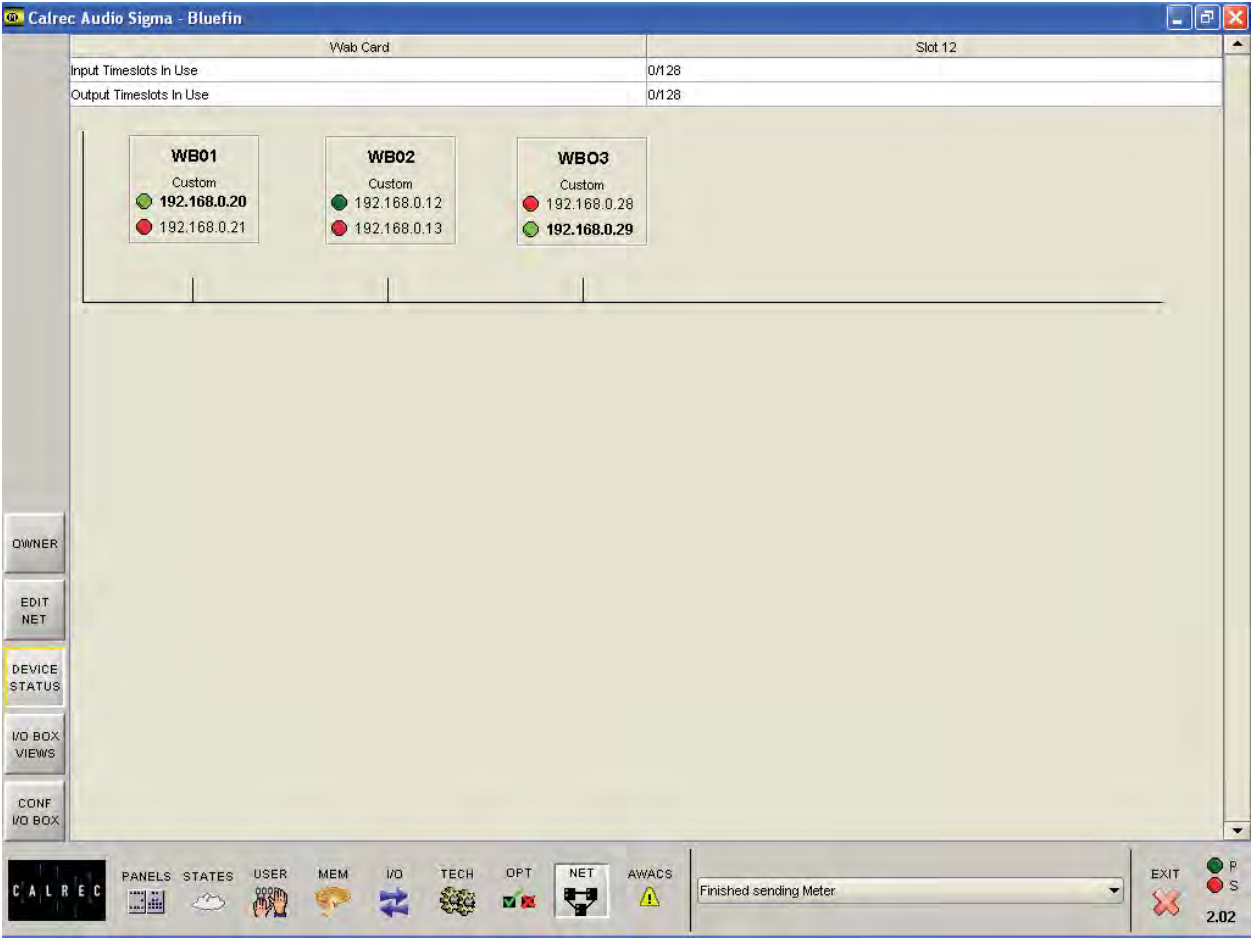 Calrec Audio Sigma - Bluefin
Wab Card Slot 12
Input Timeslots In Use 0/128
Output Timeslots In Use 0/128
WB01 WB02 WBO3
Custom Custom Custom
192.168.0.20 192.168.0.12 192.168.0.28
192.168.0.21 192.168.0.13 192.168.0.29
OWNER
EDIT
NET
DEVICE
STATUS
I/O BOX
VIEWS
CONF
I/O BOX
CALREC
PANELS STATES USER MEM I/O TECH OPT NET AWACS
Finished sending Meter
EXIT
P
S
2.02